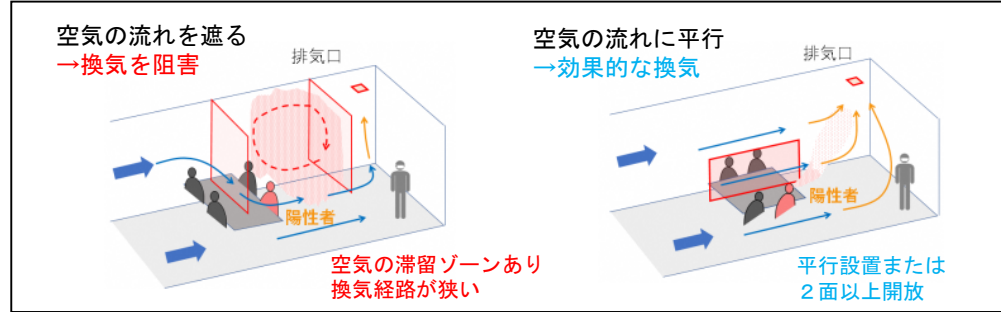 空気の流れを遮る
→換気を阻害
排気口
陽性者
空気の滞留ゾーンあり
換気経路が狭い
空気の流れに平行
→効果的な換気
排気口
陽性者
平行設置または
２面以上開放